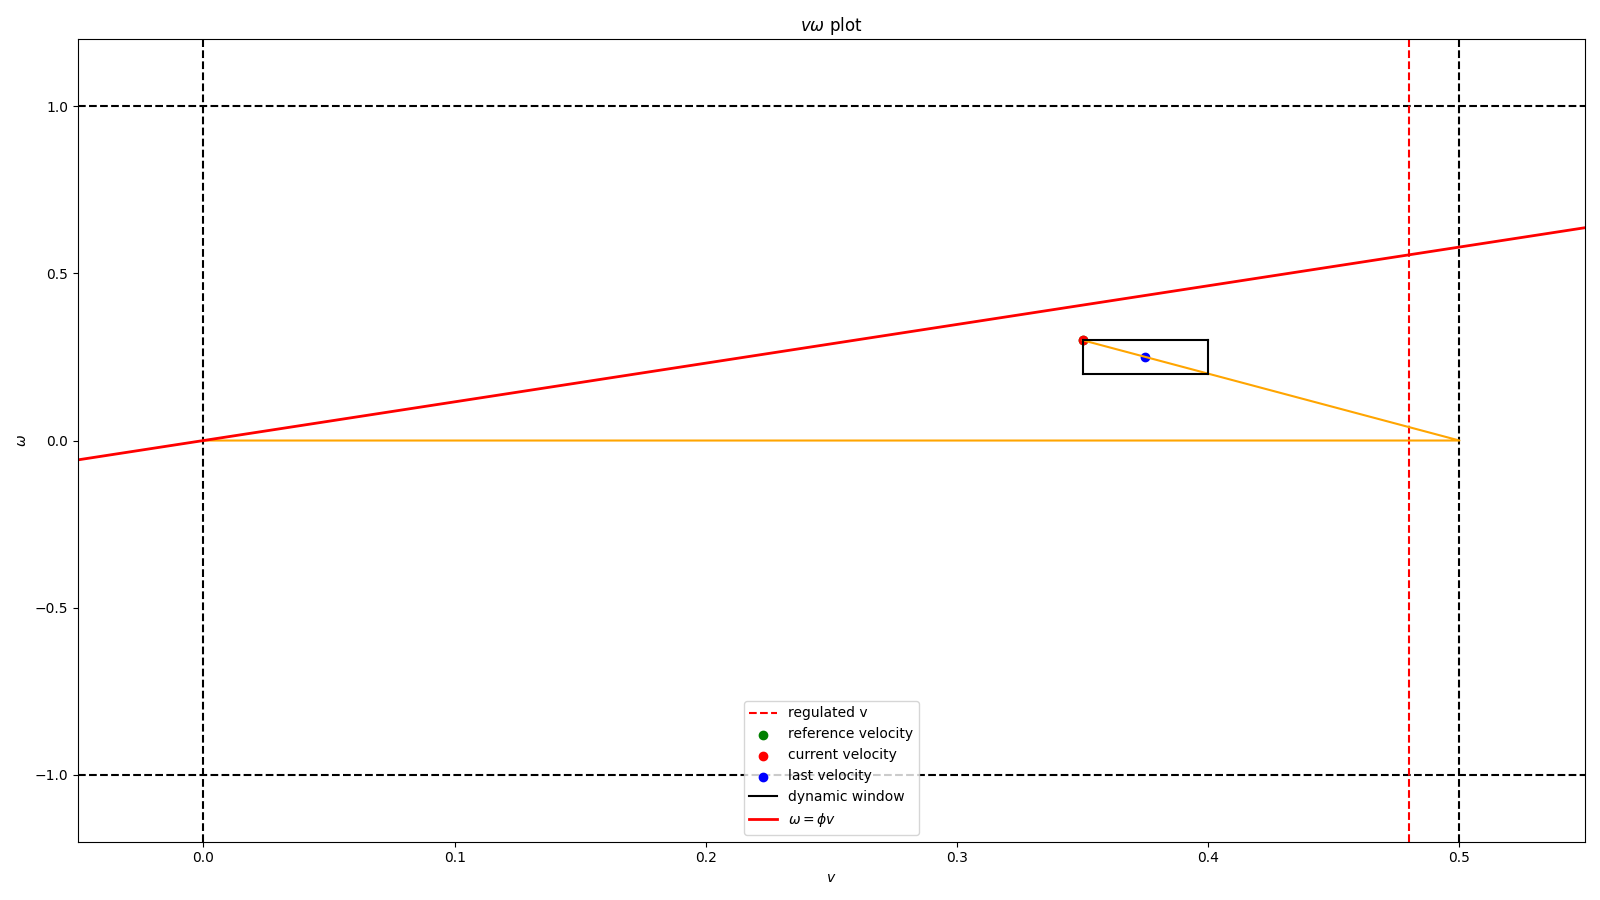 vω plot
1.0
0.5
0.0
−0.5
−1.0
ω
regulated v
reference velocity
current velocity
last velocity
dynamic window
ω = ϕv
0.0 0.1 0.2 0.3 0.4 0.5
v